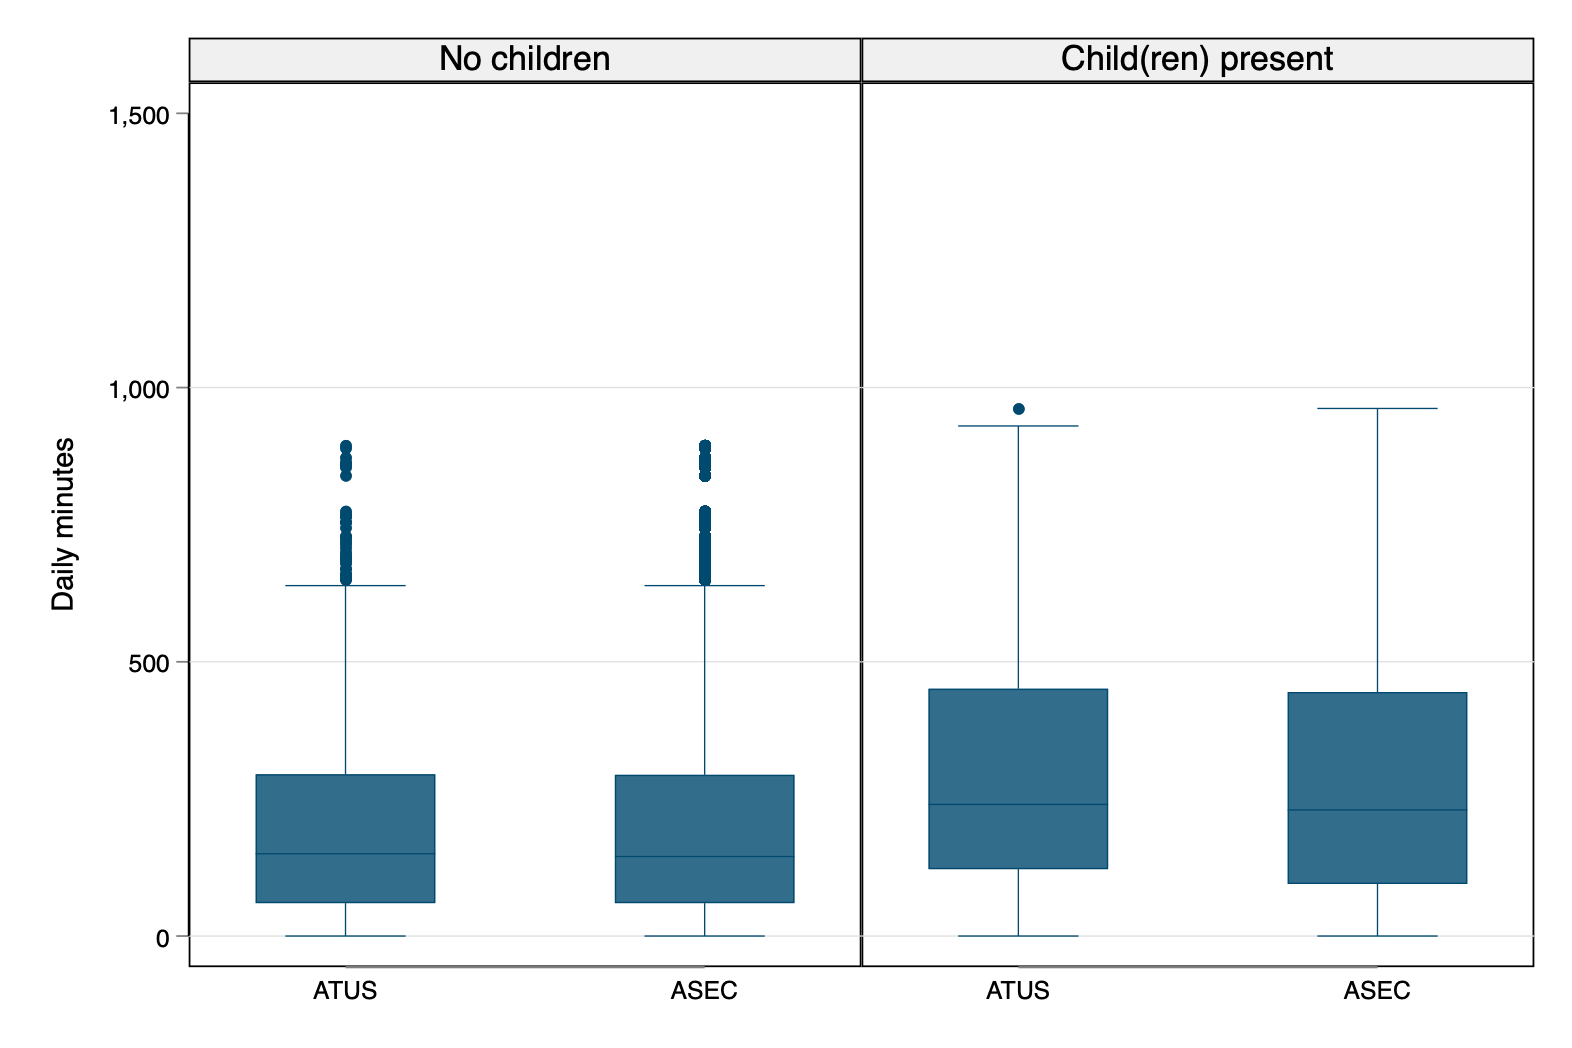 No children
Child(ren) present
Daily minutes
1,500
1,000
500
0
ATUS
ASEC
ATUS
ASEC